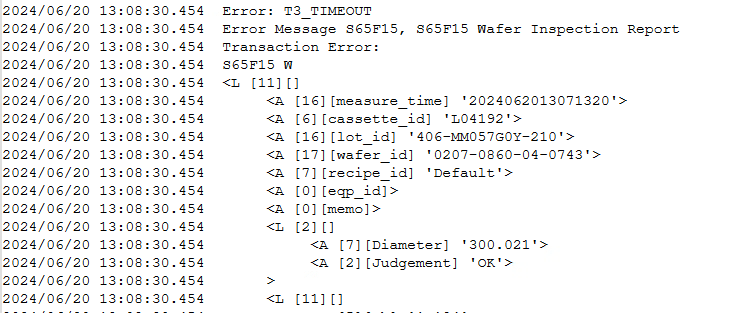 2024/06/20 13:08:30.454 Error: T3_TIMEOUT
2024/06/20 13:08:30.454 Error Message S65F15, S65F15 Wafer Inspection Report
2024/06/20 13:08:30.454 Transaction Error:
2024/06/20 13:08:30.454 S65F15 W
2024/06/20 13:08:30.454 <L [11][]
2024/06/20 13:08:30.454 <A [16][measure_time] '2024062013071320'>
2024/06/20 13:08:30.454 <A [6][cassette_id] 'L04192'>
2024/06/20 13:08:30.454 <A [16][lot_id] '406-MM057G0Y-210'>
2024/06/20 13:08:30.454 <A [17][wafer_id] '0207-0860-04-0743'>
2024/06/20 13:08:30.454 <A [7][recipe_id] 'Default'>
2024/06/20 13:08:30.454 <A [0][eqp_id]>
2024/06/20 13:08:30.454 <A [0][memo]>
2024/06/20 13:08:30.454 <L [2][]
2024/06/20 13:08:30.454 <A [7][Diameter] '300.021'>
2024/06/20 13:08:30.454 <A [2][Judgement] 'OK'>
2024/06/20 13:08:30.454 >
2024/06/20 13:08:30.454 <L [11][]